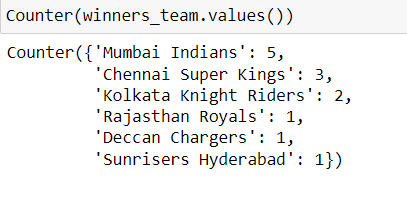 Counter(winners_team.values())
Counter({'Mumbai Indians': 5,
'Chennai Super Kings': 3,
'Kolkata Knight Riders': 2,
'Rajasthan Royals': 1,
'Deccan Chargers': 1,
'Sunrisers Hyderabad': 1})